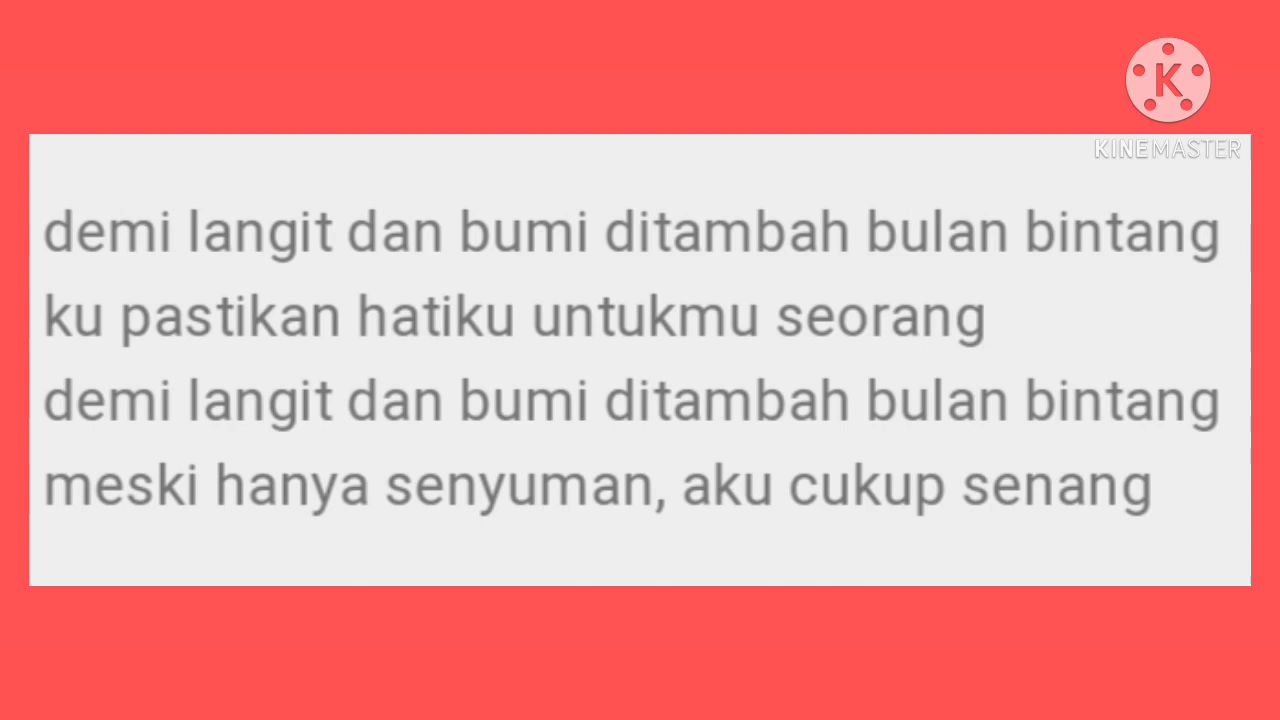 K
KINEMASTER
demi langit dan bumi ditambah bulan bintang
ku pastikan hatiku untukmu seorang
demi langit dan bumi ditambah bulan bintang
meski hanya senyuman, aku cukup senang